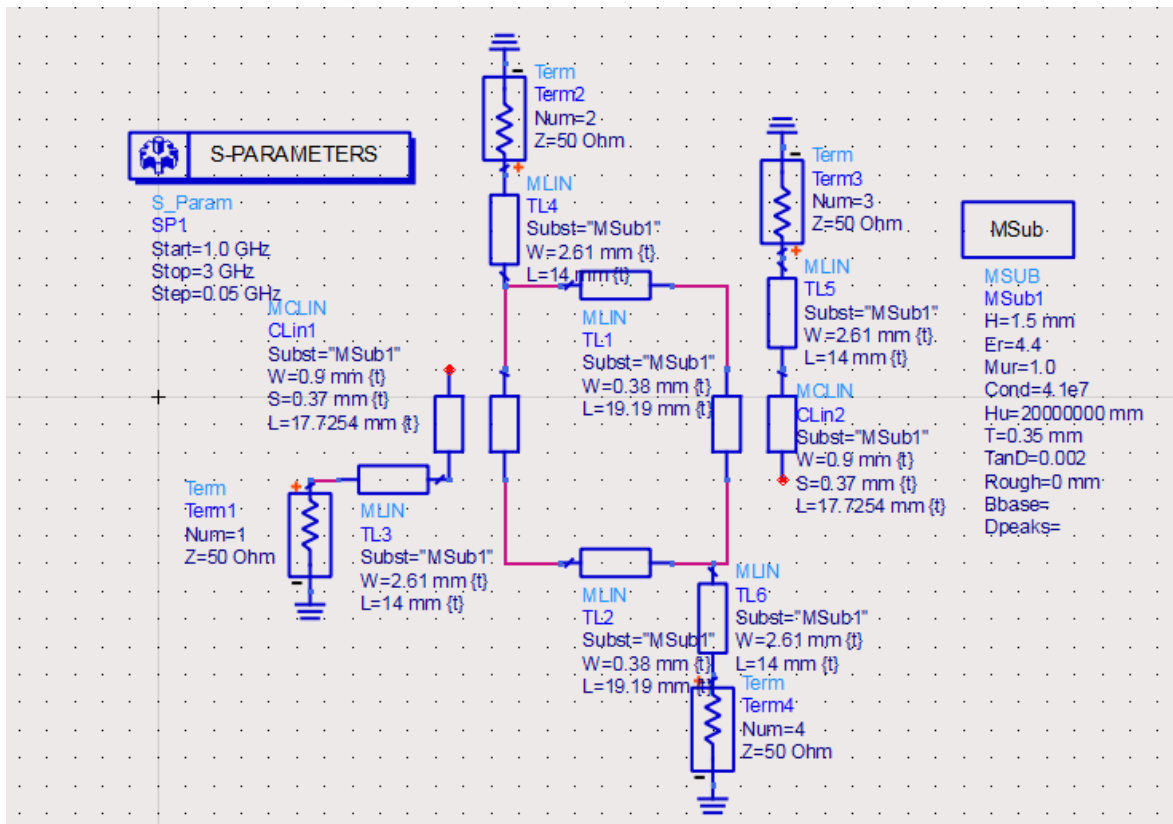 S-PARAMETERS
S_Param
SP1
Start=1.0 GHz
Stop=3 GHz
Step=0.05 GHz
Term
Term2
Num=2
Z=50 Ohm
MLIN
TL4
Subst="MSub1"
W=2.61 mm {t}
L=14 mm {t}
Term
Term3
Num=3
Z=50 Ohm
MLIN
TL5
Subst="MSub1"
W=2.61 mm {t}
L=14 mm {t}
MSub
MSUB
MSub1
H=1.5 mm
Er=4.4
Mur=1.0
Cond=4.1e7
Hu=20000000 mm
T=0.35 mm
TanD=0.002
Rough=0 mm
Bbase=
Dpeaks=
MCLIN
CLin1
Subst="MSub1"
W=0.9 mm {t}
S=0.37 mm {t}
L=17.7254 mm {t}
MLIN
TL1
Subst="MSub1"
W=0.38 mm {t}
L=19.19 mm {t}
MCLIN
CLin2
Subst="MSub1"
W=0.9 mm {t}
S=0.37 mm {t}
L=17.7254 mm {t}
Term
Term1
Num=1
Z=50 Ohm
MLIN
TL3
Subst="MSub1"
W=2.61 mm {t}
L=14 mm {t}
MLIN
TL2
Subst="MSub1"
W=0.38 mm {t}
L=19.19 mm {t}
MLIN
TL6
Subst="MSub1"
W=2.61 mm {t}
L=14 mm {t}
Term
Term4
Num=4
Z=50 Ohm